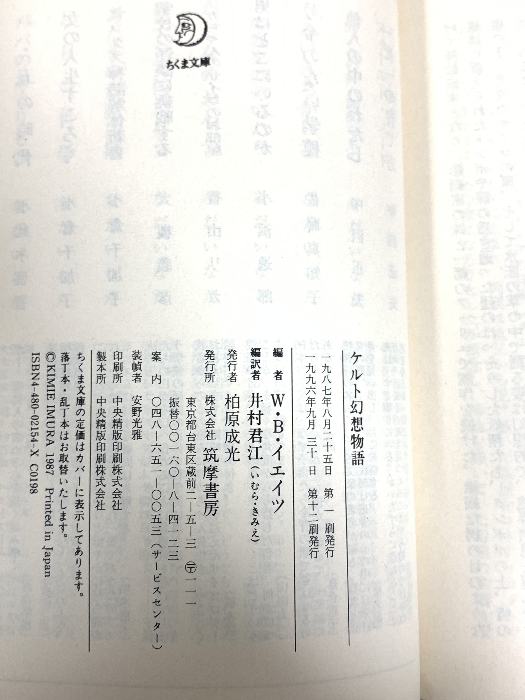 ちくま文庫
ケルト幻想物語
一九八七年八月二十五日 第一刷発行
一九九六年九月三十日 第十二刷発行
編者 W・B・イエイツ
編訳者 井村君江(いむら・きみえ)
発行者 柏原成光
発行所 株式会社 筑摩書房
東京都台東区蔵前二―五―三 〒一一一
振替〇〇一六〇―八―四一二三
案内 〇四八―六五一―〇〇五三(サービスセンター)
装幀者 安野光雅
印刷所 中央精版印刷株式会社
製本所 中央精版印刷株式会社
ちくま文庫の定価はカバーに表示してあります。
落丁本・乱丁本はお取替いたします。
©KIMIE IMURA 1987 Printed in Japan
ISBN4-480-02154-X C0198